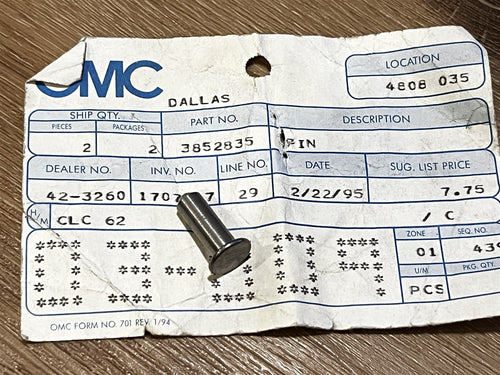 OMC
DALLAS
LOCATION
4808 035
SHIP QTY.
PIECES PACKAGES
2 2
PART NO.
3852835
DESCRIPTION
PIN
DEALER NO. INV. NO. LINE NO. DATE SUG. LIST PRICE
42-3260 29 2/22/95 7.75
H/M CLC 62 / C
ZONE SEQ. NO.
01
U/M PKG. QTY.
PCS
OMC FORM NO. 701 REV. 1/94